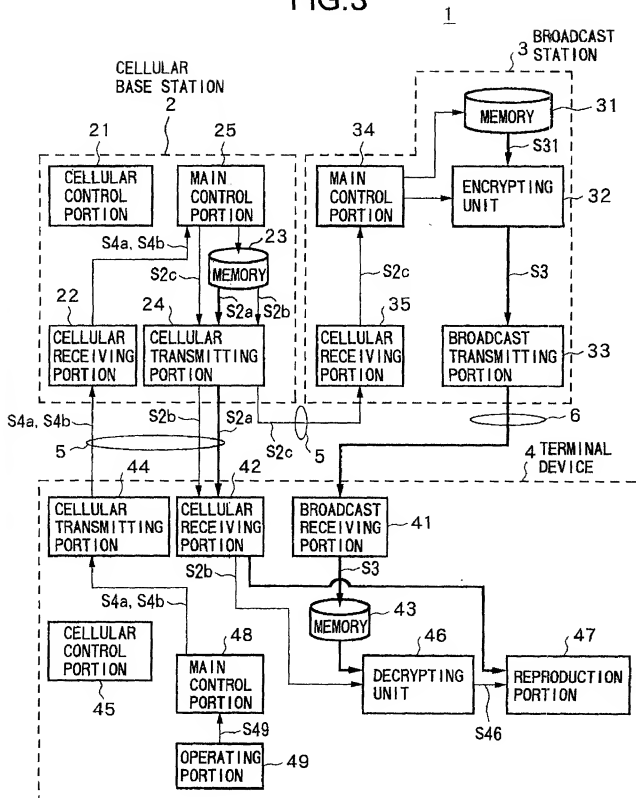 FIG.3
1
3 BROADCAST
STATION
CELLULAR
BASE STATION
2
21
25
CELLULAR
CONTROL
PORTION
MAIN
CONTROL
PORTION
23
MEMORY
S4a, S4b
S2c
S2a
S2b
22
24
CELLULAR
RECEIVING
PORTION
CELLULAR
TRANSMITTING
PORTION
34
MEMORY
31
S31
MAIN
CONTROL
PORTION
ENCRYPTING
UNIT
32
S2c
S3
35
CELLULAR
RECEIVING
PORTION
BROADCAST
TRANSMITTING
PORTION
33
S4a, S4b
S2b
S2a
5
S2c
5
6
4 TERMINAL
DEVICE
44
42
CELLULAR
TRANSMITTING
PORTION
CELLULAR
RECEIVING
PORTION
BROADCAST
RECEIVING
PORTION
41
S2b
S3
S4a, S4b
43
MEMORY
CELLULAR
CONTROL
PORTION
45
48
MAIN
CONTROL
PORTION
46
DECRYPTING
UNIT
47
REPRODUCTION
PORTION
S46
S49
OPERATING
PORTION
49